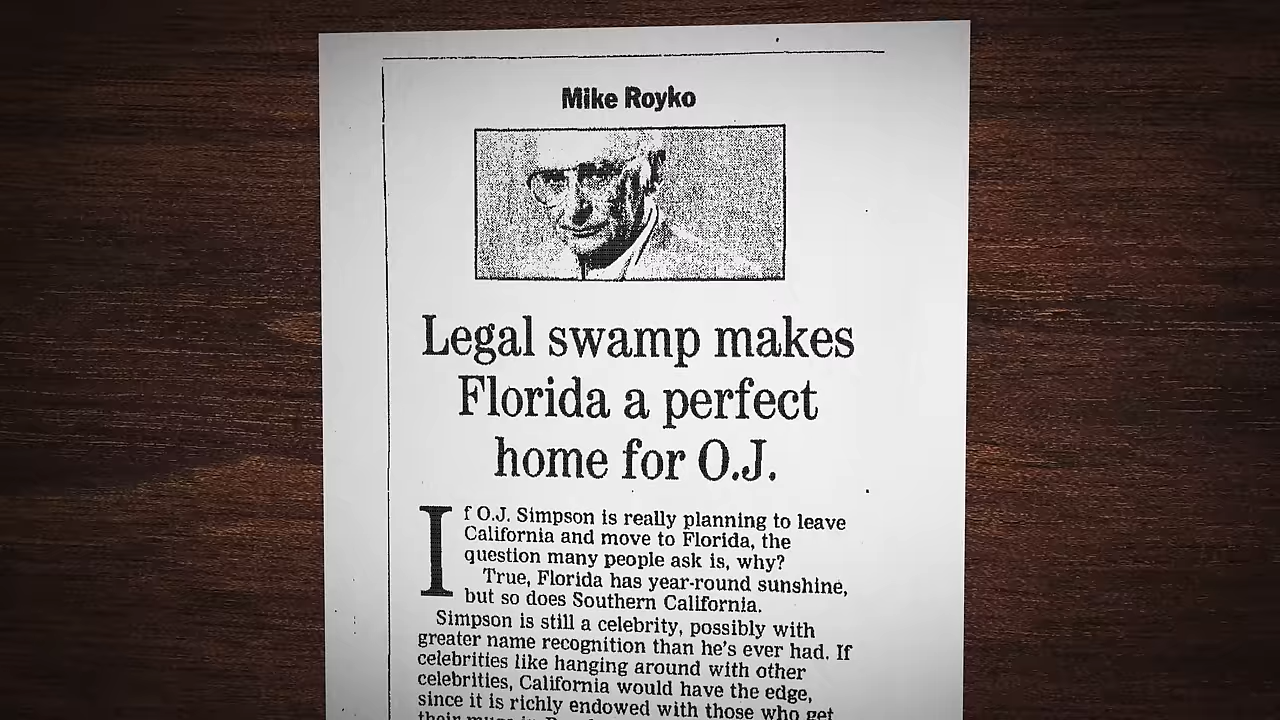 Mike Royko
Legal swamp makes
Florida a perfect
home for O.J.
If O.J. Simpson is really planning to leave
California and move to Florida, the
question many people ask is, why?
True, Florida has year-round sunshine,
but so does Southern California.
Simpson is still a celebrity, possibly with
greater name recognition than he's ever had. If
celebrities like hanging around with other
celebrities, California would have the edge,
since it is richly endowed with those who get
their